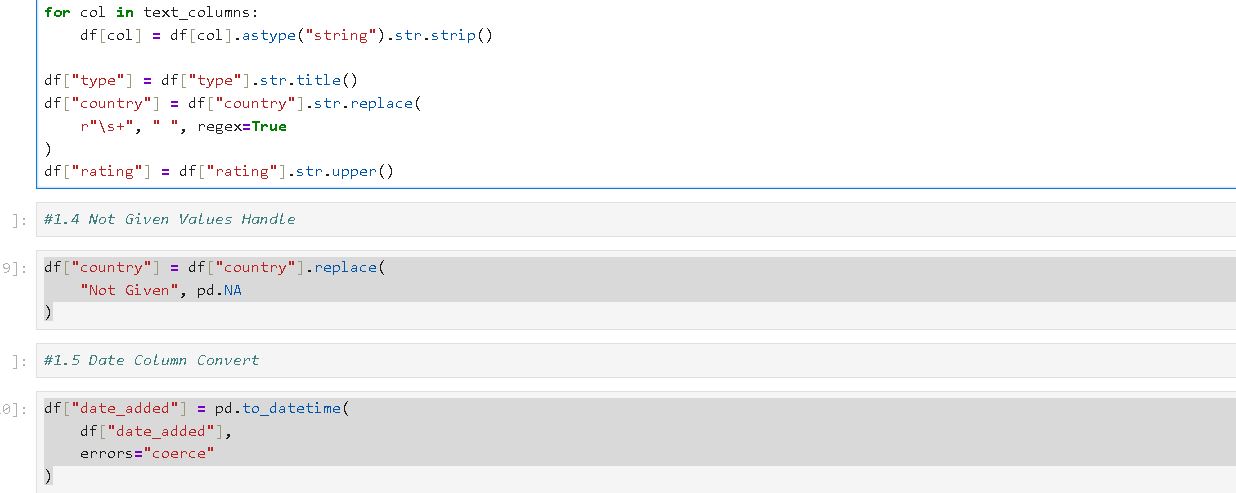 for col in text_columns:
    df[col] = df[col].astype("string").str.strip()
df["type"] = df["type"].str.title()
df["country"] = df["country"].str.replace(
    r"\s+", " ", regex=True
)
df["rating"] = df["rating"].str.upper()
]: #1.4 Not Given Values Handle
9]: df["country"] = df["country"].replace(
    "Not Given", pd.NA
)
]: #1.5 Date Column Convert
0]: df["date_added"] = pd.to_datetime(
    df["date_added"],
    errors="coerce"
)